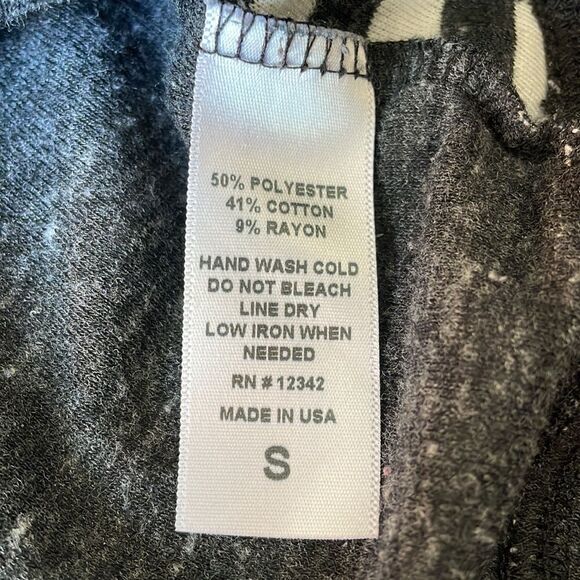 50% POLYESTER
41% COTTON
9% RAYON
HAND WASH COLD
DO NOT BLEACH
LINE DRY
LOW IRON WHEN
NEEDED
RN # 12342
MADE IN USA
S